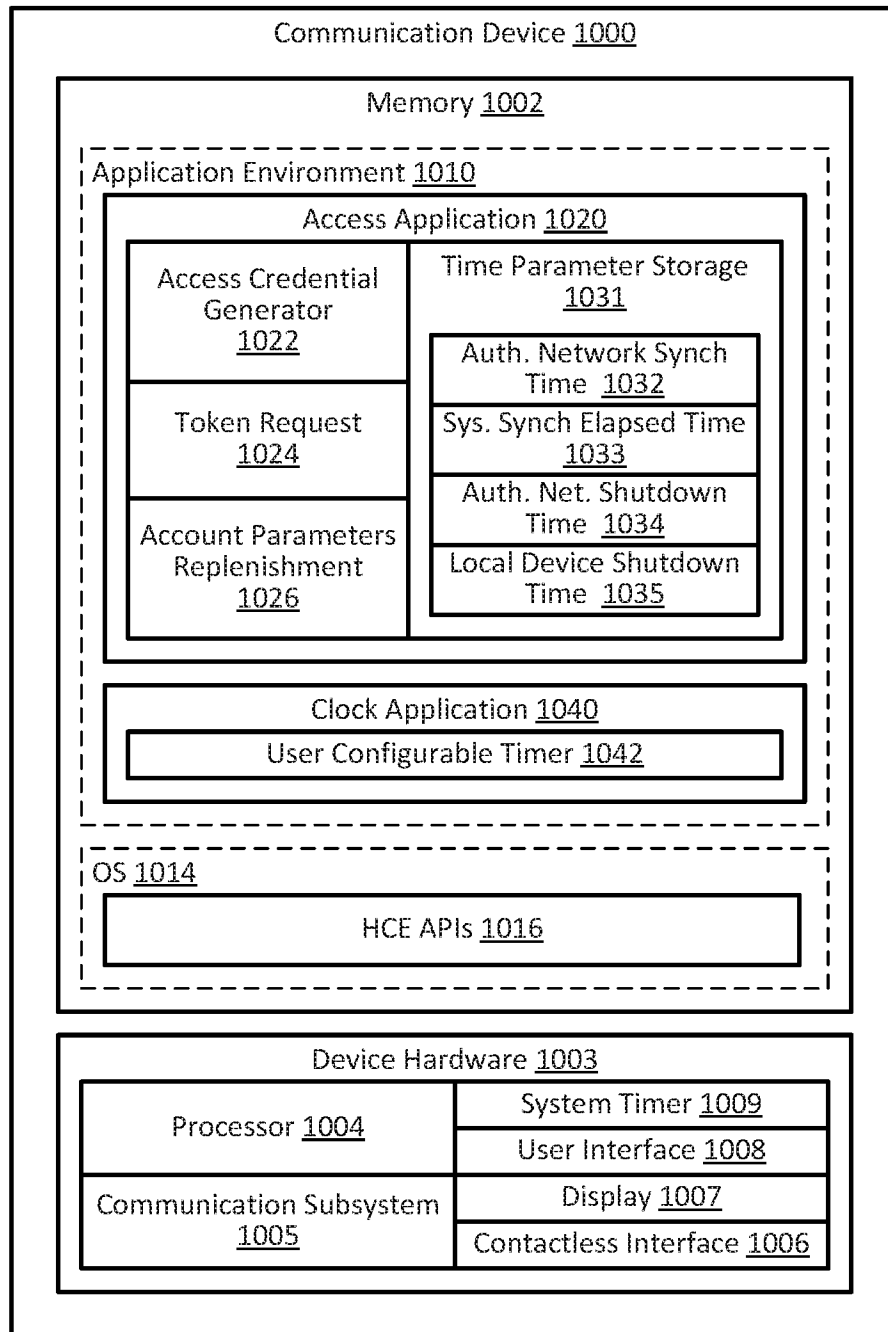 Communication Device 1000
Memory 1002
Application Environment 1010
Access Application 1020
Access Credential
Generator
1022
Token Request
1024
Account Parameters
Replenishment
1026
Time Parameter Storage
1031
Auth. Network Synch
Time 1032
Sys. Synch Elapsed Time
1033
Auth. Net. Shutdown
Time 1034
Local Device Shutdown
Time 1035
Clock Application 1040
User Configurable Timer 1042
OS 1014
HCE APIs 1016
Device Hardware 1003
Processor 1004
Communication Subsystem
1005
System Timer 1009
User Interface 1008
Display 1007
Contactless Interface 1006